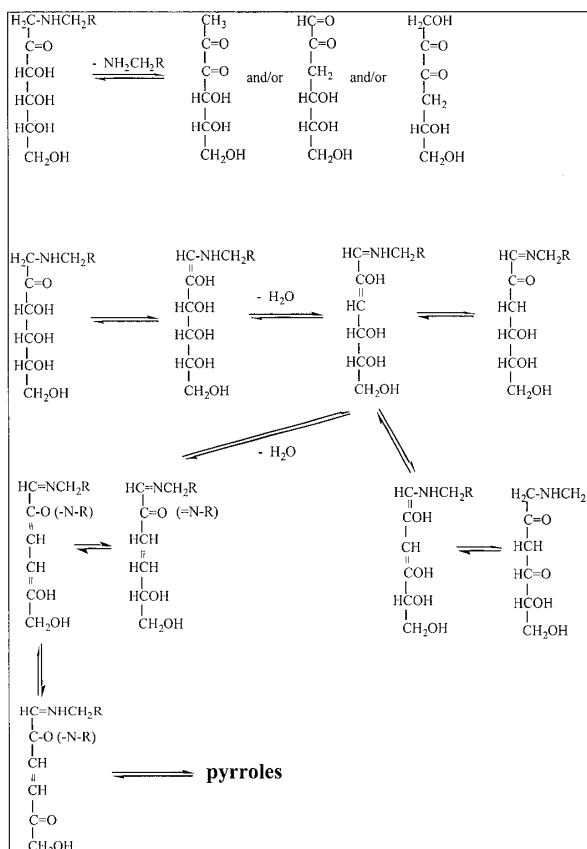 H₂C-NHCH₂R
C=O
HCOH
HCOH
HCOH
CH₂OH
- NH₂CH₂R
CH₃
C=O
C=O
HCOH
HCOH
CH₂OH
and/or
HC=O
C=O
CH₂
HCOH
HCOH
CH₂OH
and/or
H₂COH
C=O
C=O
CH₂
HCOH
CH₂OH
H₂C-NHCH₂R
C=O
HCOH
HCOH
HCOH
CH₂OH
HC-NHCH₂R
COH
HCOH
HCOH
HCOH
CH₂OH
- H₂O
HC=NHCH₂R
COH
CH
HCOH
HCOH
CH₂OH
HC=NCH₂R
C=O
HCH
HCOH
HCOH
CH₂OH
- H₂O
HC=NCH₂R
C-O (-N-R)
CH
CH
COH
CH₂OH
HC=NCH₂R
C=O (=N-R)
CH
CH
HCOH
CH₂OH
HC-NHCH₂R
COH
CH
COH
HCOH
CH₂OH
H₂C-NHCH₂
C=O
HCH
HC=O
HCOH
CH₂OH
HC=NHCH₂R
C-O (-N-R)
CH
CH
C=O
CH₂OH
pyrroles